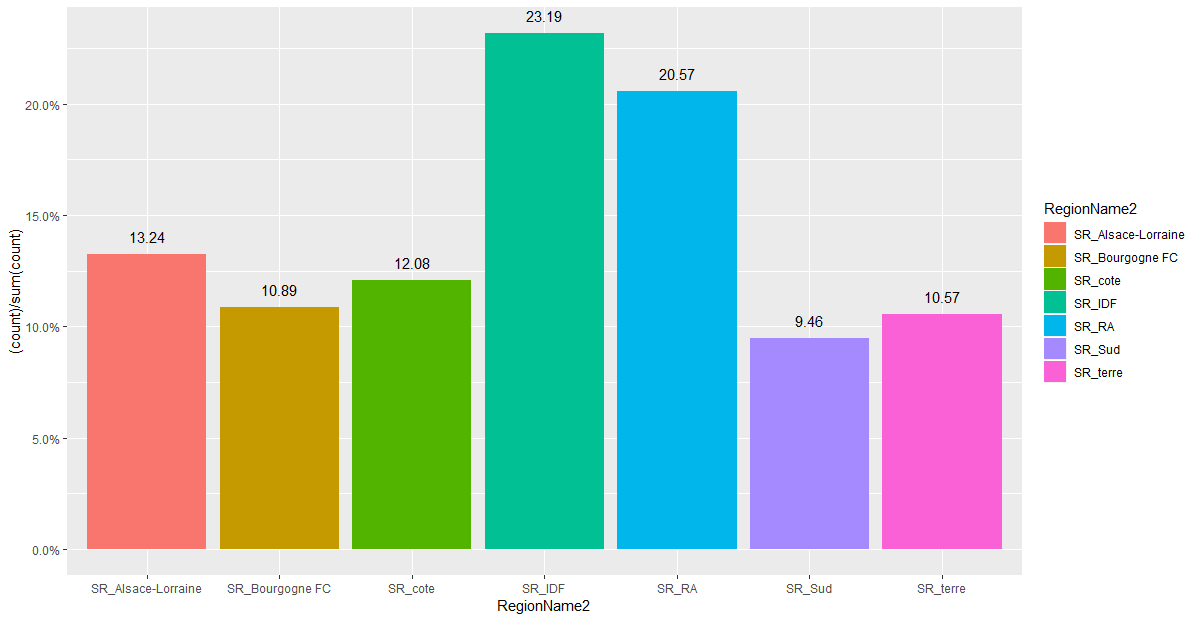 23.19
20.57
13.24
12.08
10.89
10.57
9.46
20.0%
15.0%
10.0%
5.0%
0.0%
(count)/sum(count)
SR_Alsace-Lorraine SR_Bourgogne FC SR_cote SR_IDF SR_RA SR_Sud SR_terre
RegionName2
RegionName2
SR_Alsace-Lorraine
SR_Bourgogne FC
SR_cote
SR_IDF
SR_RA
SR_Sud
SR_terre